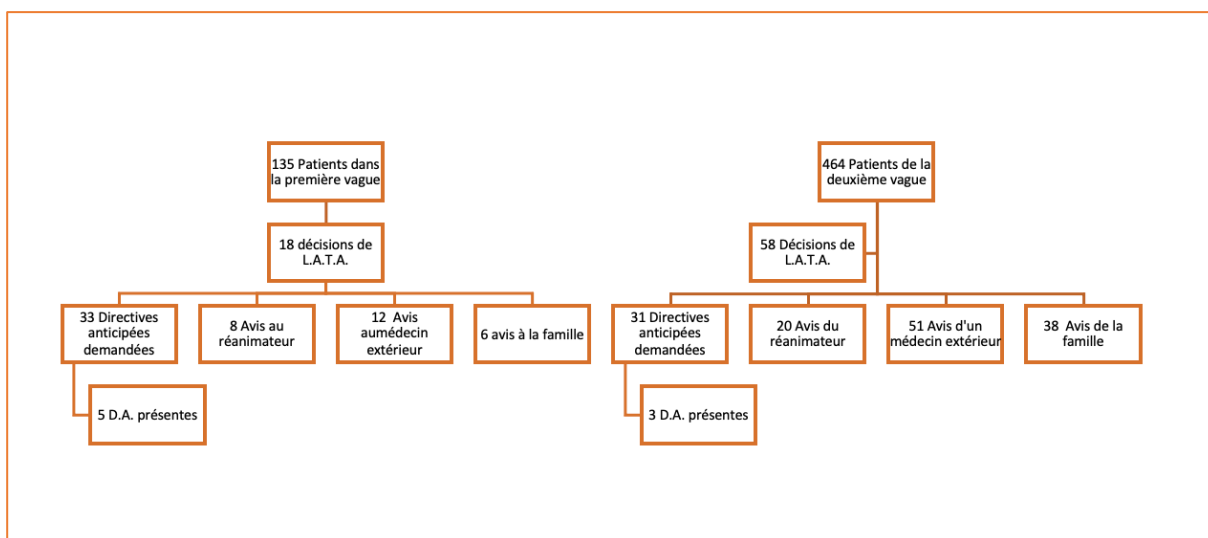 135 Patients dans
la première vague
18 décisions de
L.A.T.A.
33 Directives
anticipées
demandées
8 Avis au
réanimateur
12 Avis
aumédecin
extérieur
6 avis à la famille
5 D.A. présentes
464 Patients de la
deuxième vague
58 Décisions de
L.A.T.A.
31 Directives
anticipées
demandées
20 Avis du
réanimateur
51 Avis d'un
médecin extérieur
38 Avis de la
famille
3 D.A. présentes